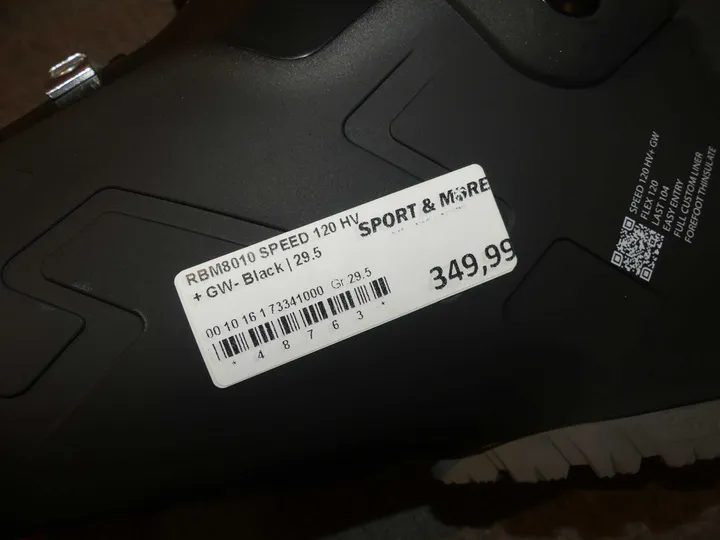 SPORT & MORE
RBM8010 SPEED 120 HV
+ GW- Black | 29.5
349,99
00 10 16 1 73341000 Gr.29.5
* 4 8 7 6 3 *
SPEED 120 HV+ GW
FLEX 120
LAST 104
EASY ENTRY
FULL CUSTOM LINER
FOREFOOT THINSULATE